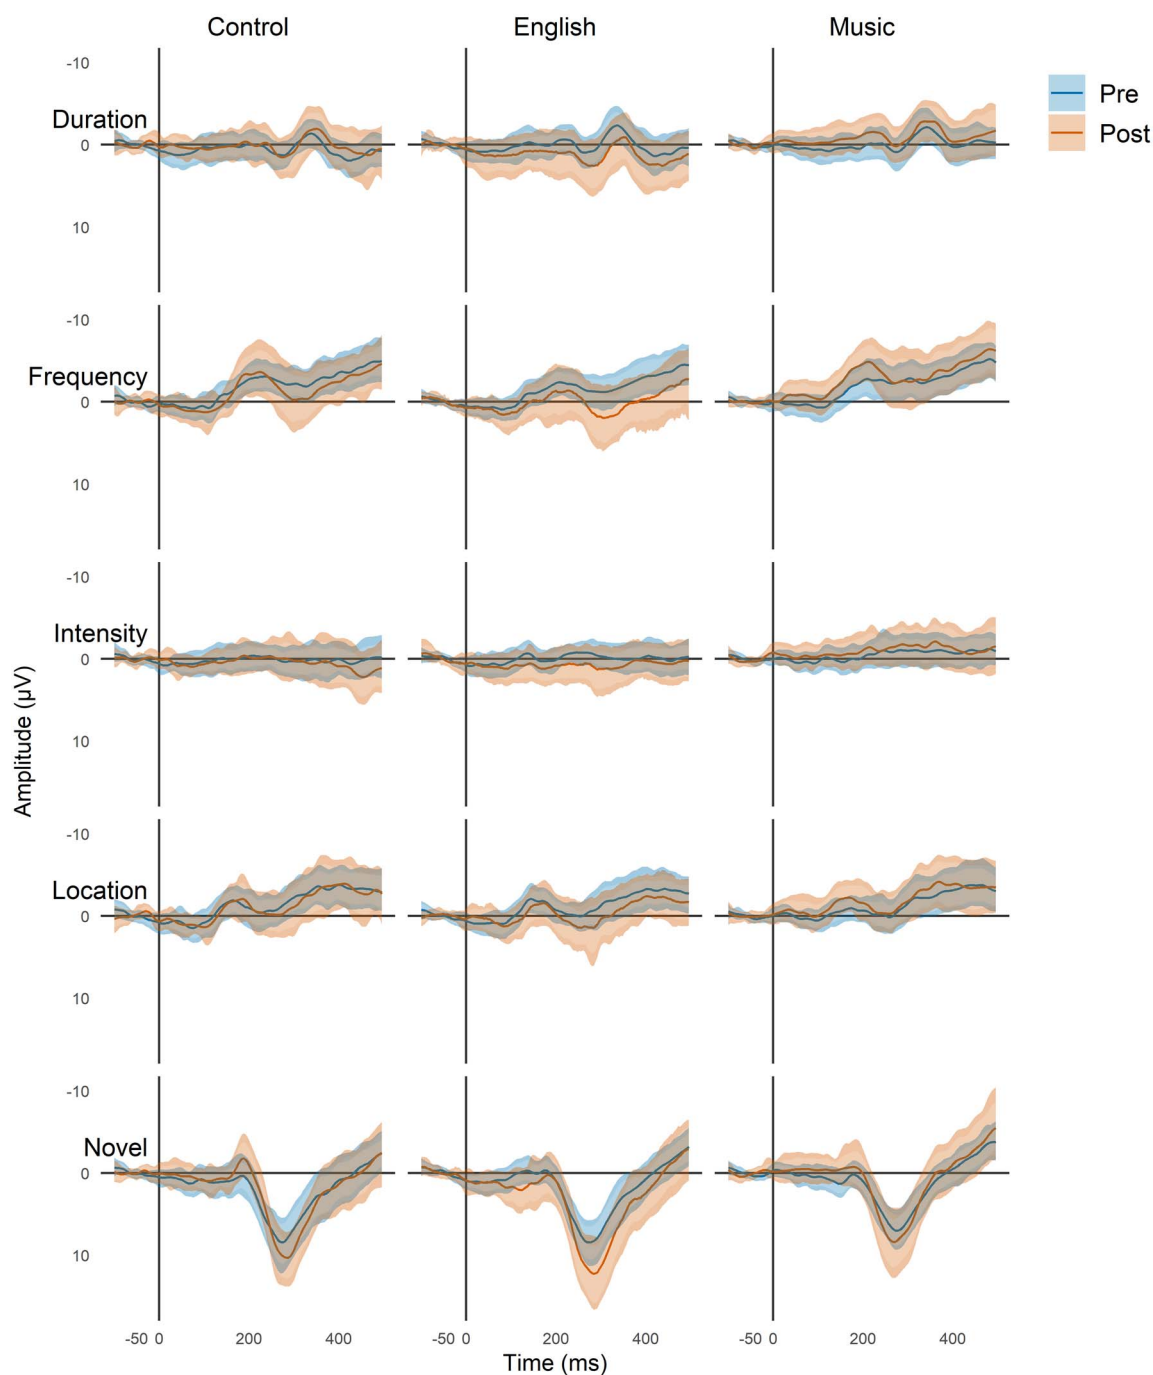 Control English Music
-10
Pre
Duration
Post
0
10
-10
Frequency
0
10
-10
Intensity
0
10
Amplitude (µV)
-10
Location
0
10
-10
Novel
0
10
-50 0 200 400 -50 0 200 400 -50 0 200 400
Time (ms)